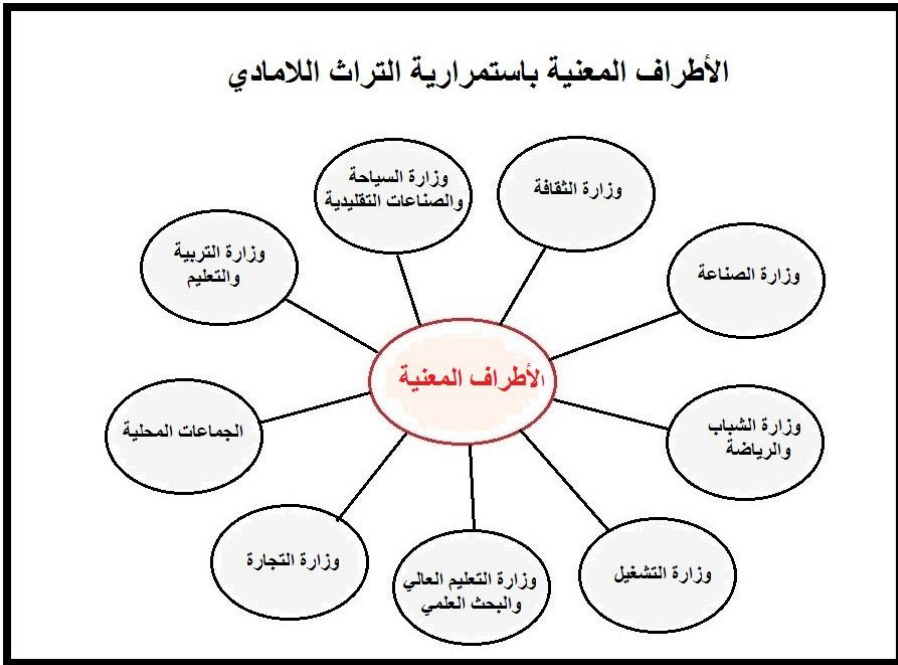 الأطراف المعنية باستمرارية التراث اللامادي
وزارة الثقافة
وزارة السياحة
والصناعات التقليدية
وزارة الصناعة
وزارة التربية
والتعليم
الأطراف المعنية
وزارة الشباب
والرياضة
الجماعات المحلية
وزارة التشغيل
وزارة التعليم العالي
والبحث العلمي
وزارة التجارة